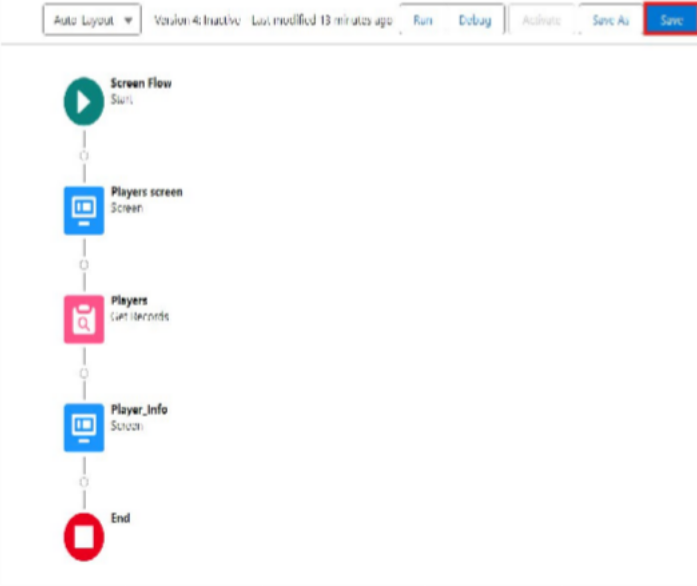 Auto Layout Version 4: Inactive Last modified 13 minutes ago Run Debug Activate Save As Save
Screen Flow
Start
Players screen
Screen
Players
Get Records
Player_Info
Screen
End